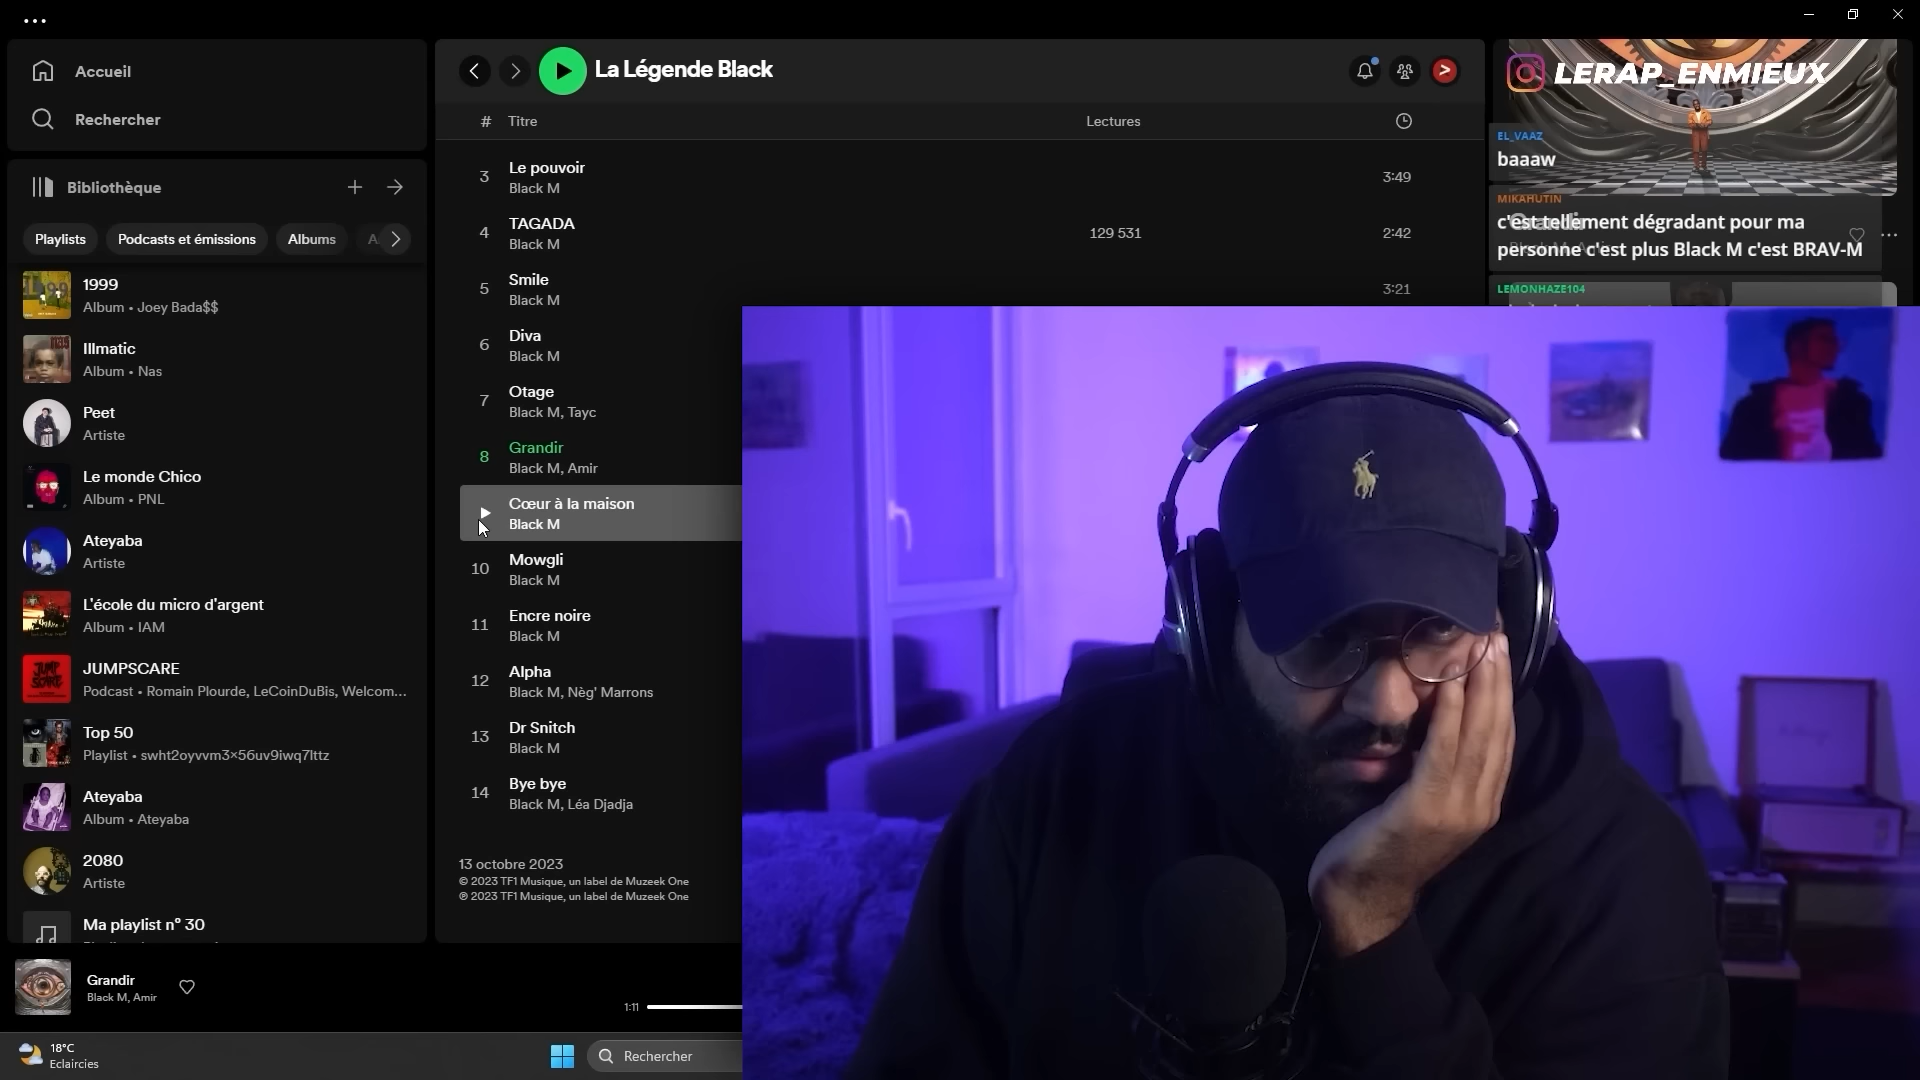 Accueil
Rechercher
Bibliothèque
Playlists
Podcasts et émissions
Albums
1999
Album • Joey Bada$$
Illmatic
Album • Nas
Peet
Artiste
Le monde Chico
Album • PNL
Ateyaba
Artiste
L'école du micro d'argent
Album • IAM
JUMPSCARE
Podcast • Romain Plourde, LeCoinDuBis, Welcom...
Top 50
Playlist • swht2oyvvm3x56uv9iwq7lttz
Ateyaba
Album • Ateyaba
2080
Artiste
Ma playlist n° 30
La Légende Black
# Titre Lectures
3 Le pouvoir 3:49
Black M
4 TAGADA 129 531 2:42
Black M
5 Smile 3:21
Black M
6 Diva
Black M
7 Otage
Black M, Tayc
8 Grandir
Black M, Amir
Cœur à la maison
Black M
10 Mowgli
Black M
11 Encre noire
Black M
12 Alpha
Black M, Nèg' Marrons
13 Dr Snitch
Black M
14 Bye bye
Black M, Léa Djadja
13 octobre 2023
© 2023 TF1 Musique, un label de Muzeek One
℗ 2023 TF1 Musique, un label de Muzeek One
LERAP_ENMIEUX
EL_VAAZ
baaaw
MIKAHUTIN
c'est tellement dégradant pour ma
personne c'est plus Black M c'est BRAV-M
LEMONHAZE104
Grandir
Black M, Amir
1:11
18°C
Eclaircies
Rechercher